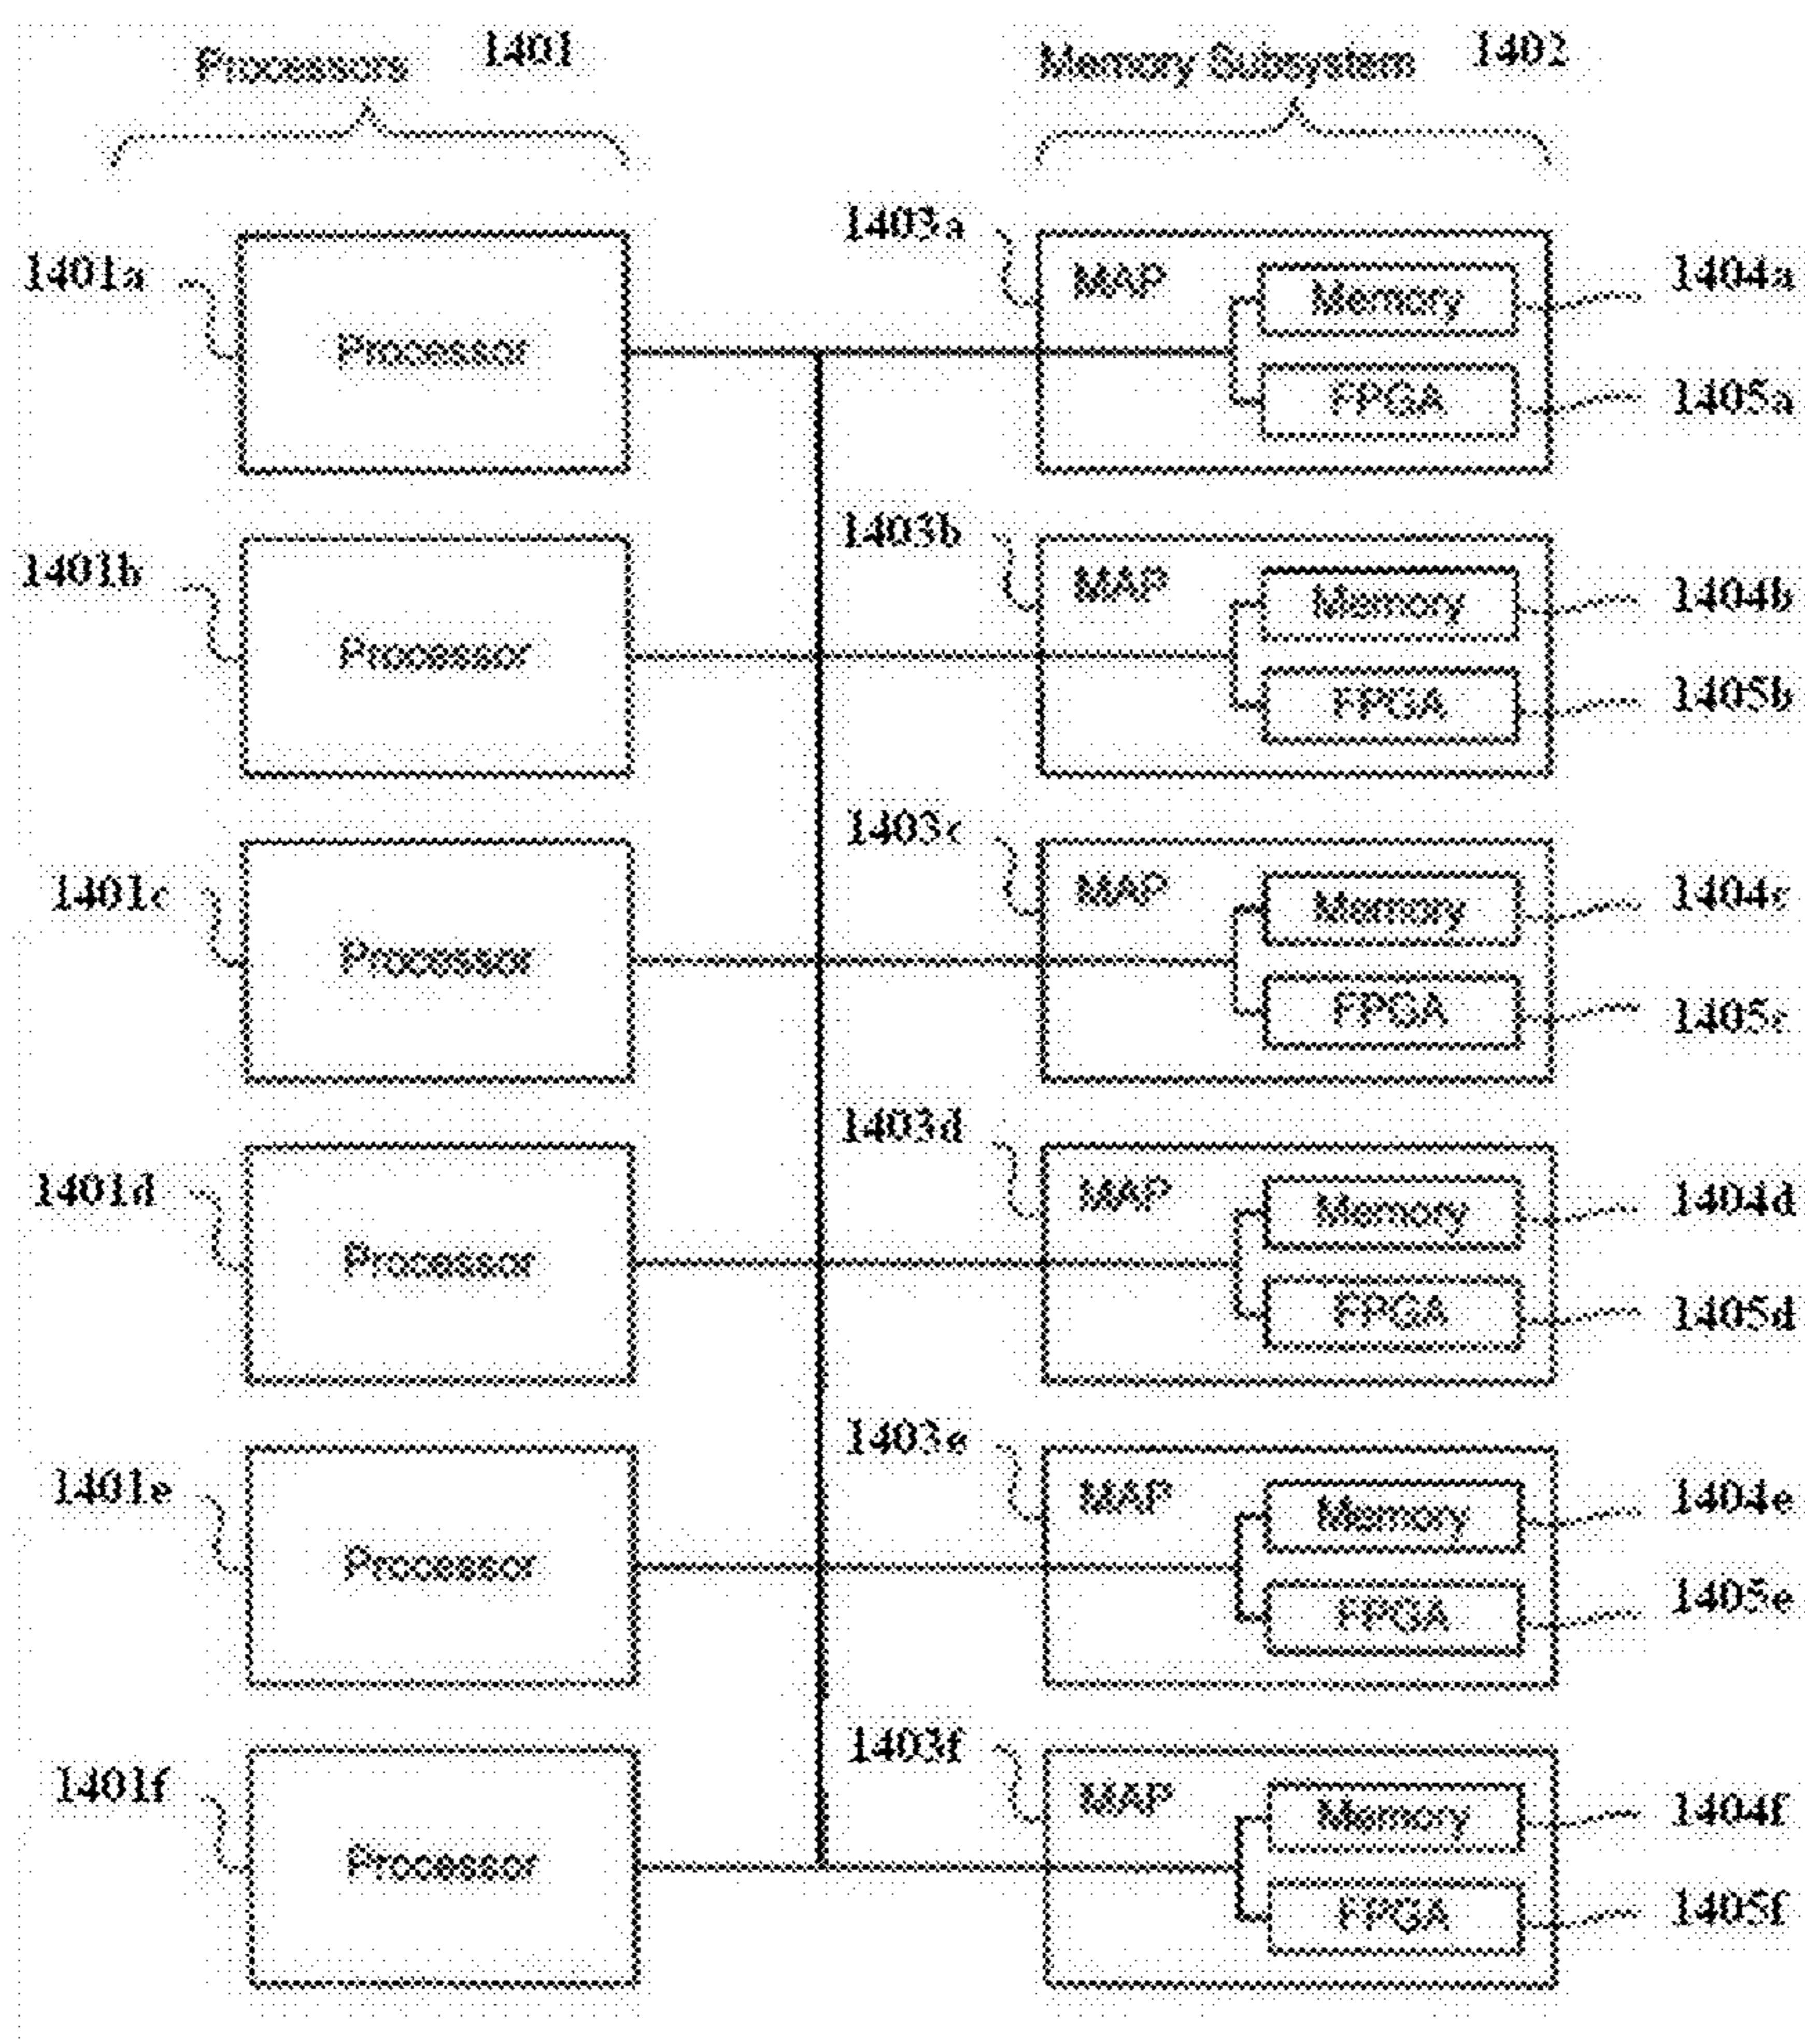 Processors 1401
Memory Subsystem 1402
1401a
Processor
1403a
MAP
Memory
1404a
FPGA
1405a
1401b
Processor
1403b
MAP
Memory
1404b
FPGA
1405b
1401c
Processor
1403c
MAP
Memory
1404c
FPGA
1405c
1401d
Processor
1403d
MAP
Memory
1404d
FPGA
1405d
1401e
Processor
1403e
MAP
Memory
1404e
FPGA
1405e
1401f
Processor
1403f
MAP
Memory
1404f
FPGA
1405f